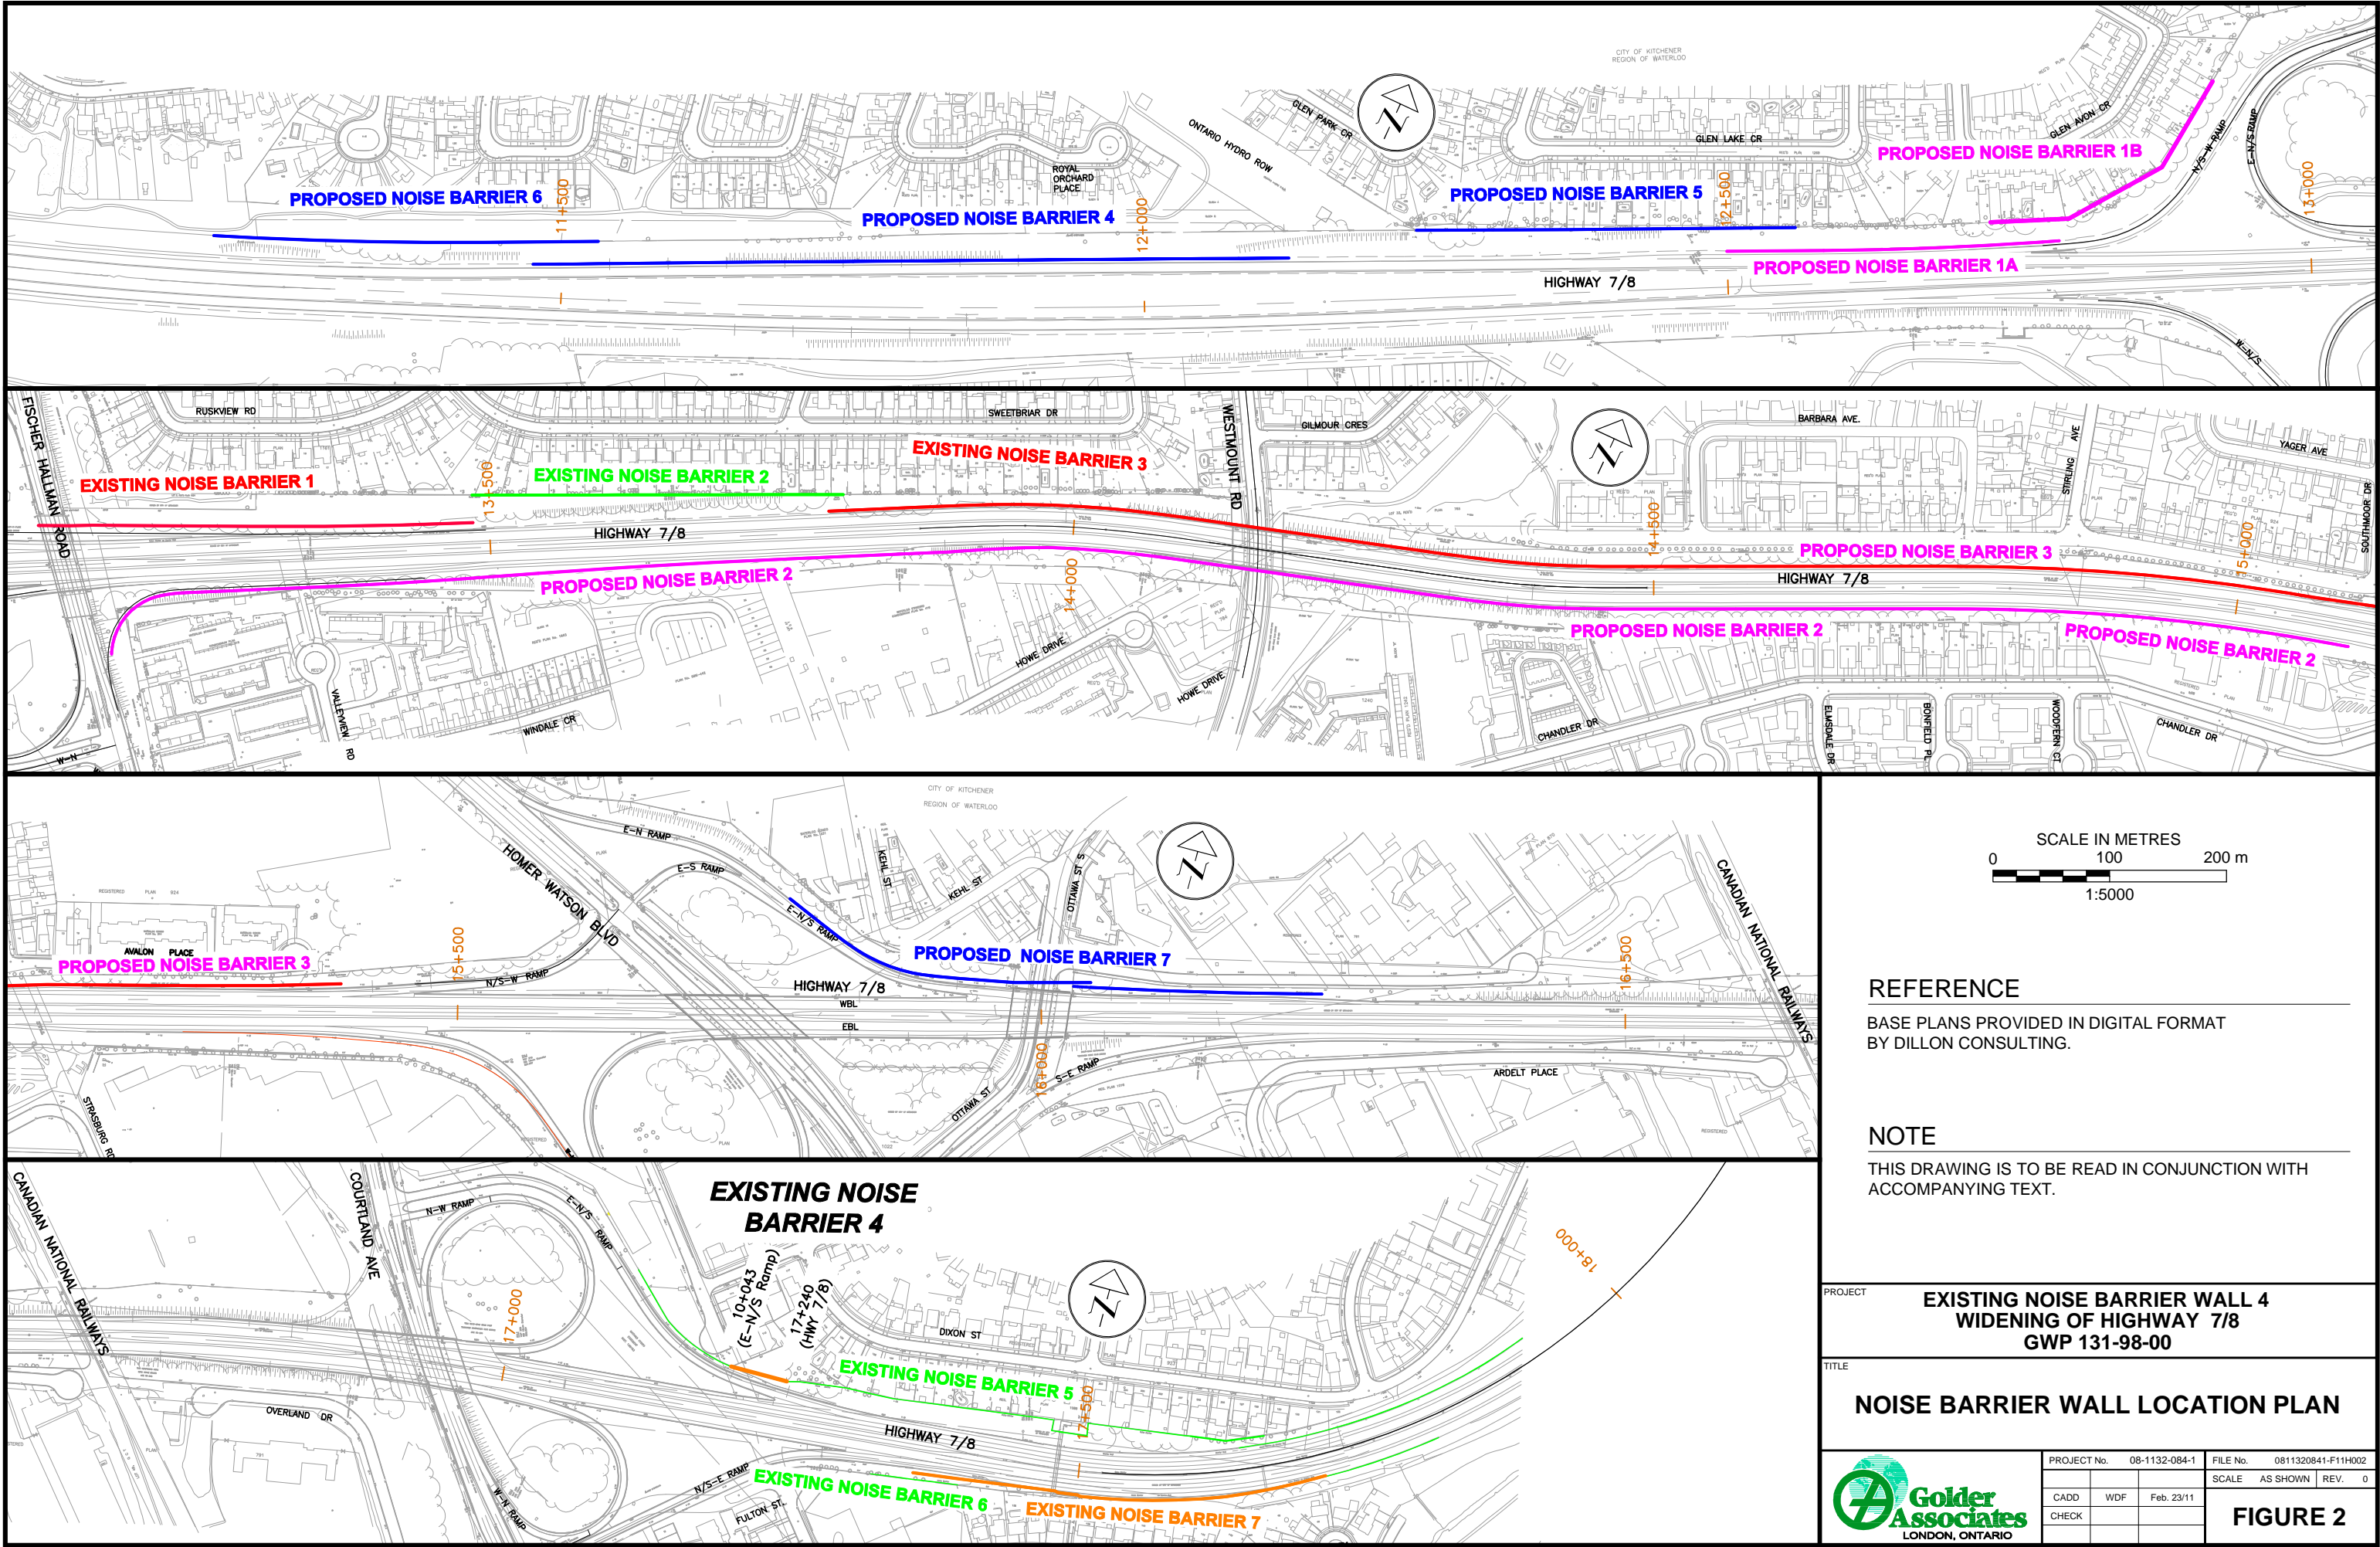 CITY OF KITCHENER
REGION OF WATERLOO
GLEN PARK CR
ONTARIO HYDRO ROW
GLEN LAKE CR
GLEN AVON CR
N/S-W RAMP
E-N/S RAMP
PROPOSED NOISE BARRIER 1B
ROYAL
ORCHARD
PLACE
PROPOSED NOISE BARRIER 6
11+500
PROPOSED NOISE BARRIER 4
12+000
PROPOSED NOISE BARRIER 5
12+500
13+000
PROPOSED NOISE BARRIER 1A
HIGHWAY 7/8
W-N/S
FISCHER HALLMAN ROAD
RUSKVIEW RD
SWEETBRIAR DR
WESTMOUNT RD
GILMOUR CRES
BARBARA AVE.
STIRLING AVE
YAGER AVE
SOUTHMOOR DR
EXISTING NOISE BARRIER 1
13+500
EXISTING NOISE BARRIER 2
EXISTING NOISE BARRIER 3
HIGHWAY 7/8
14+500
PROPOSED NOISE BARRIER 3
15+000
HIGHWAY 7/8
PROPOSED NOISE BARRIER 2
14+000
PROPOSED NOISE BARRIER 2
PROPOSED NOISE BARRIER 2
HOWE DRIVE
HOWE DRIVE
VALLEYVIEW RD
WINDALE CR
CHANDLER DR
ELMSDALE DR
BONFIELD PL
WOODFERN CT
CHANDLER DR
W-N
CITY OF KITCHENER
REGION OF WATERLOO
E-N RAMP
HOMER WATSON BLVD
E-S RAMP
KEHL ST
KEHL ST
OTTAWA ST S
E-N/S RAMP
CANADIAN NATIONAL RAILWAYS
REGISTERED PLAN 824
AVALON PLACE
PROPOSED NOISE BARRIER 3
15+500
N/S-W RAMP
PROPOSED NOISE BARRIER 7
HIGHWAY 7/8
WBL
EBL
16+000
16+500
S-E RAMP
OTTAWA ST
ARDELT PLACE
STRASBURG RD
CANADIAN NATIONAL RAILWAYS
COURTLAND AVE
N-W RAMP
E-N/S RAMP
EXISTING NOISE
BARRIER 4
10+043
(E-N/S Ramp)
17+240
(HWY 7/8)
DIXON ST
18+000
17+000
EXISTING NOISE BARRIER 5
17+500
OVERLAND DR
HIGHWAY 7/8
N/S-E RAMP
W-N RAMP
FULTON ST.
EXISTING NOISE BARRIER 6
EXISTING NOISE BARRIER 7
SCALE IN METRES
0 100 200 m
1:5000
REFERENCE
BASE PLANS PROVIDED IN DIGITAL FORMAT
BY DILLON CONSULTING.
NOTE
THIS DRAWING IS TO BE READ IN CONJUNCTION WITH
ACCOMPANYING TEXT.
PROJECT
EXISTING NOISE BARRIER WALL 4
WIDENING OF HIGHWAY 7/8
GWP 131-98-00
TITLE
NOISE BARRIER WALL LOCATION PLAN
Golder
Associates
LONDON, ONTARIO
PROJECT No. 08-1132-084-1
FILE No. 0811320841-F11H002
SCALE AS SHOWN REV. 0
CADD WDF Feb. 23/11
CHECK
FIGURE 2